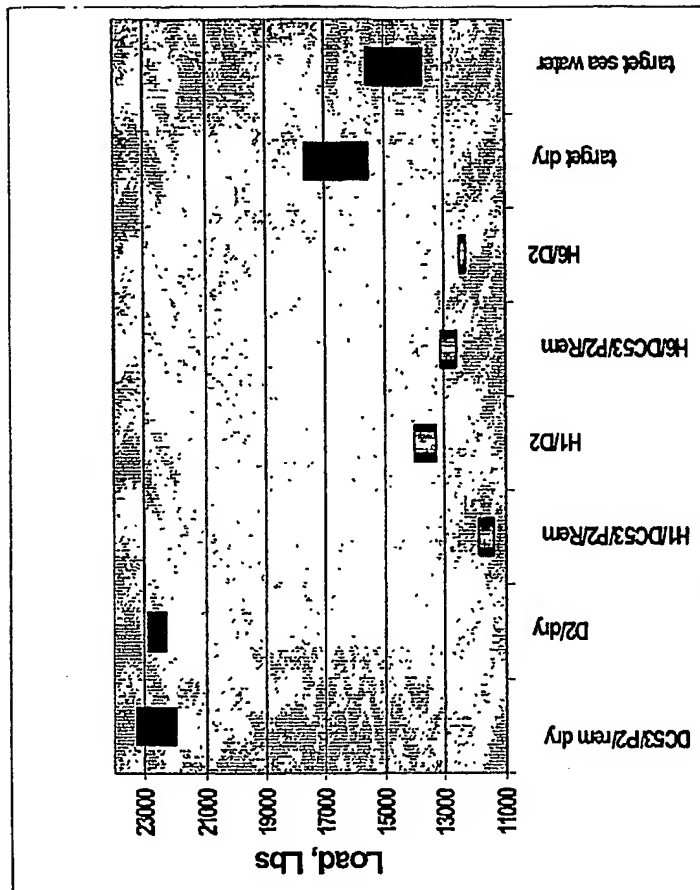 Load, Lbs
23000
21000
19000
17000
15000
13000
11000
DC53/P2/rem dry
D2/dry
H1/DC53/P2/Rem
H1/D2
H6/DC53/P2/Rem
H6/D2
target dry
target sea water